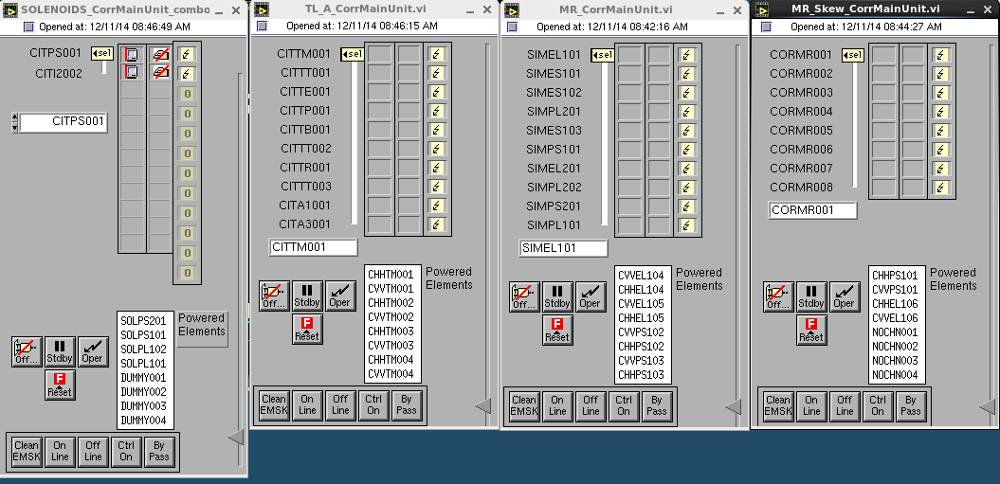 SOLENOIDS_CorrMainUnit_combo...
Opened at: 12/11/14 08:46:49 AM
CITPS001
sel
CITI2002
0
0
0
0
0
0
0
0
0
0
CITPS001
Off...
Stdby
Oper
F
Reset
SOLPS201
SOLPS101
SOLPL102
SOLPL101
DUMMY001
DUMMY002
DUMMY003
DUMMY004
Powered
Elements
Clean
EMSK
On
Line
Off
Line
Ctrl
On
By
Pass
TL_A_CorrMainUnit.vi
Opened at: 12/11/14 08:46:15 AM
CITTM001
sel
CITTT001
CITTE001
CITTP001
CITTB001
CITTT002
CITTR001
CITTT003
CITA1001
CITA3001
CITTM001
Off...
Stdby
Oper
F
Reset
CHHTM001
CVVTM001
CHHTM002
CVVTM002
CHHTM003
CVVTM003
CHHTM004
CVVTM004
Powered
Elements
Clean
EMSK
On
Line
Off
Line
Ctrl
On
By
Pass
MR_CorrMainUnit.vi
Opened at: 12/11/14 08:42:16 AM
SIMEL101
sel
SIMES101
SIMES102
SIMPL201
SIMES103
SIMPS101
SIMEL201
SIMPL202
SIMPS201
SIMPL101
SIMEL101
Off...
Stdby
Oper
F
Reset
CVVEL104
CHHEL104
CVVEL105
CHHEL105
CVVPS102
CHHPS102
CVVPS103
CHHPS103
Powered
Elements
Clean
EMSK
On
Line
Off
Line
Ctrl
On
By
Pass
MR_Skew_CorrMainUnit.vi
Opened at: 12/11/14 08:44:27 AM
CORMR001
sel
CORMR002
CORMR003
CORMR004
CORMR005
CORMR006
CORMR007
CORMR008
CORMR001
Off...
Stdby
Oper
F
Reset
CHHPS101
CVVPS101
CHHEL106
CVVEL106
NOCHN001
NOCHN002
NOCHN003
NOCHN004
Powered
Elements
Clean
EMSK
On
Line
Off
Line
Ctrl
On
By
Pass